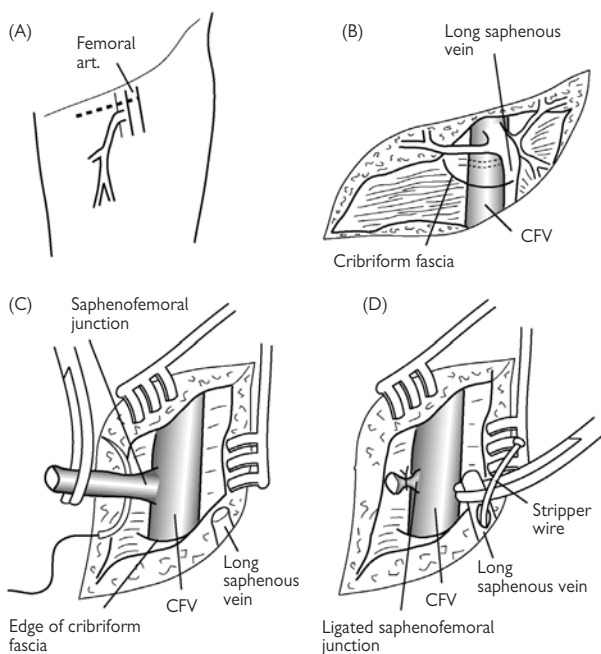 (A)
Femoral
art.
(B)
Long saphenous
vein
CFV
Cribriform fascia
(C)
Saphenofemoral
junction
Long
saphenous
vein
CFV
Edge of cribriform
fascia
(D)
Stripper
wire
Long
saphenous vein
CFV
Ligated saphenofemoral
junction